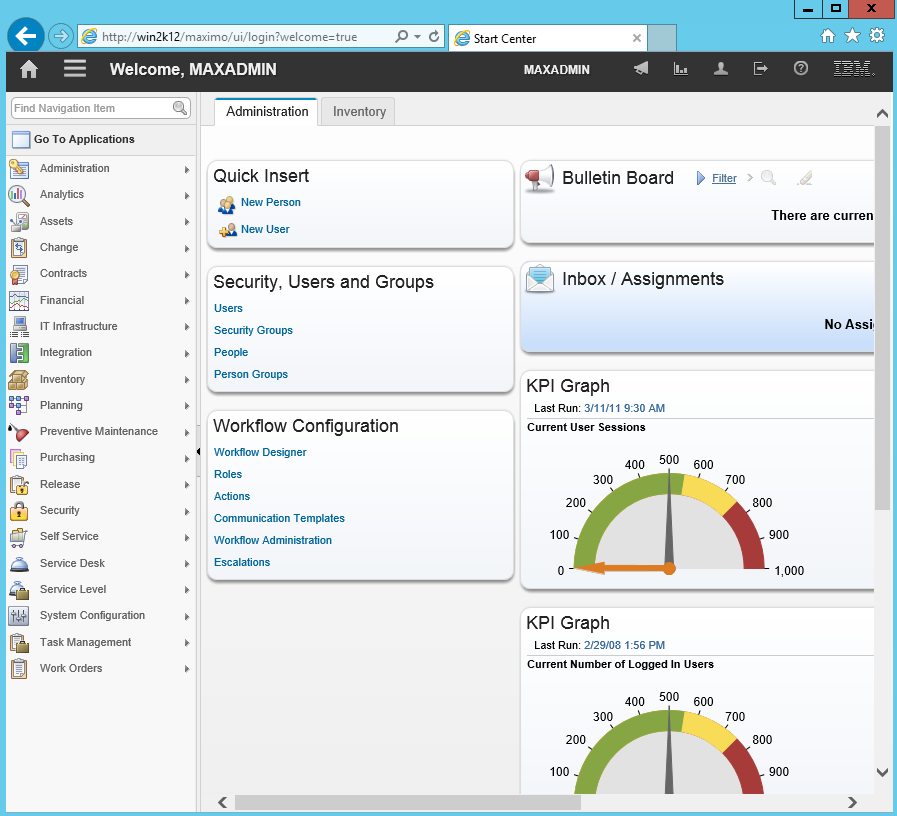 http://win2k12/maximo/ui/login?welcome=true
Start Center
Welcome, MAXADMIN
MAXADMIN
IBM.
Find Navigation Item
Go To Applications
Administration
Analytics
Assets
Change
Contracts
Financial
IT Infrastructure
Integration
Inventory
Planning
Preventive Maintenance
Purchasing
Release
Security
Self Service
Service Desk
Service Level
System Configuration
Task Management
Work Orders
Administration
Inventory
Quick Insert
New Person
New User
Security, Users and Groups
Users
Security Groups
People
Person Groups
Workflow Configuration
Workflow Designer
Roles
Actions
Communication Templates
Workflow Administration
Escalations
Bulletin Board
Filter
There are curren
Inbox / Assignments
No Assi
KPI Graph
Last Run: 3/11/11 9:30 AM
Current User Sessions
0
100
200
300
400
500
600
700
800
900
1,000
KPI Graph
Last Run: 2/29/08 1:56 PM
Current Number of Logged In Users
100
200
300
400
500
600
700
800
900